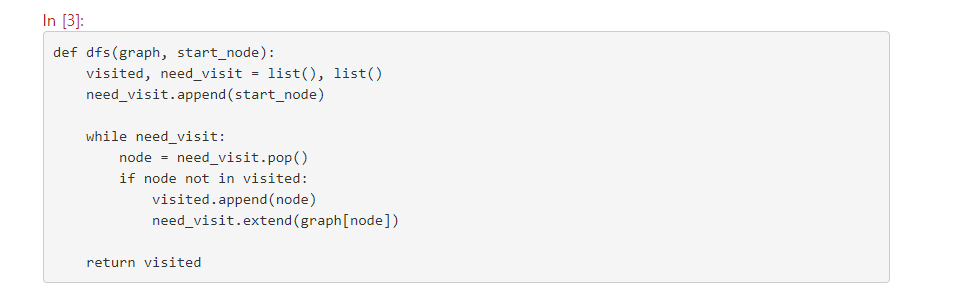 In [3]:
def dfs(graph, start_node):
    visited, need_visit = list(), list()
    need_visit.append(start_node)

    while need_visit:
        node = need_visit.pop()
        if node not in visited:
            visited.append(node)
            need_visit.extend(graph[node])

    return visited